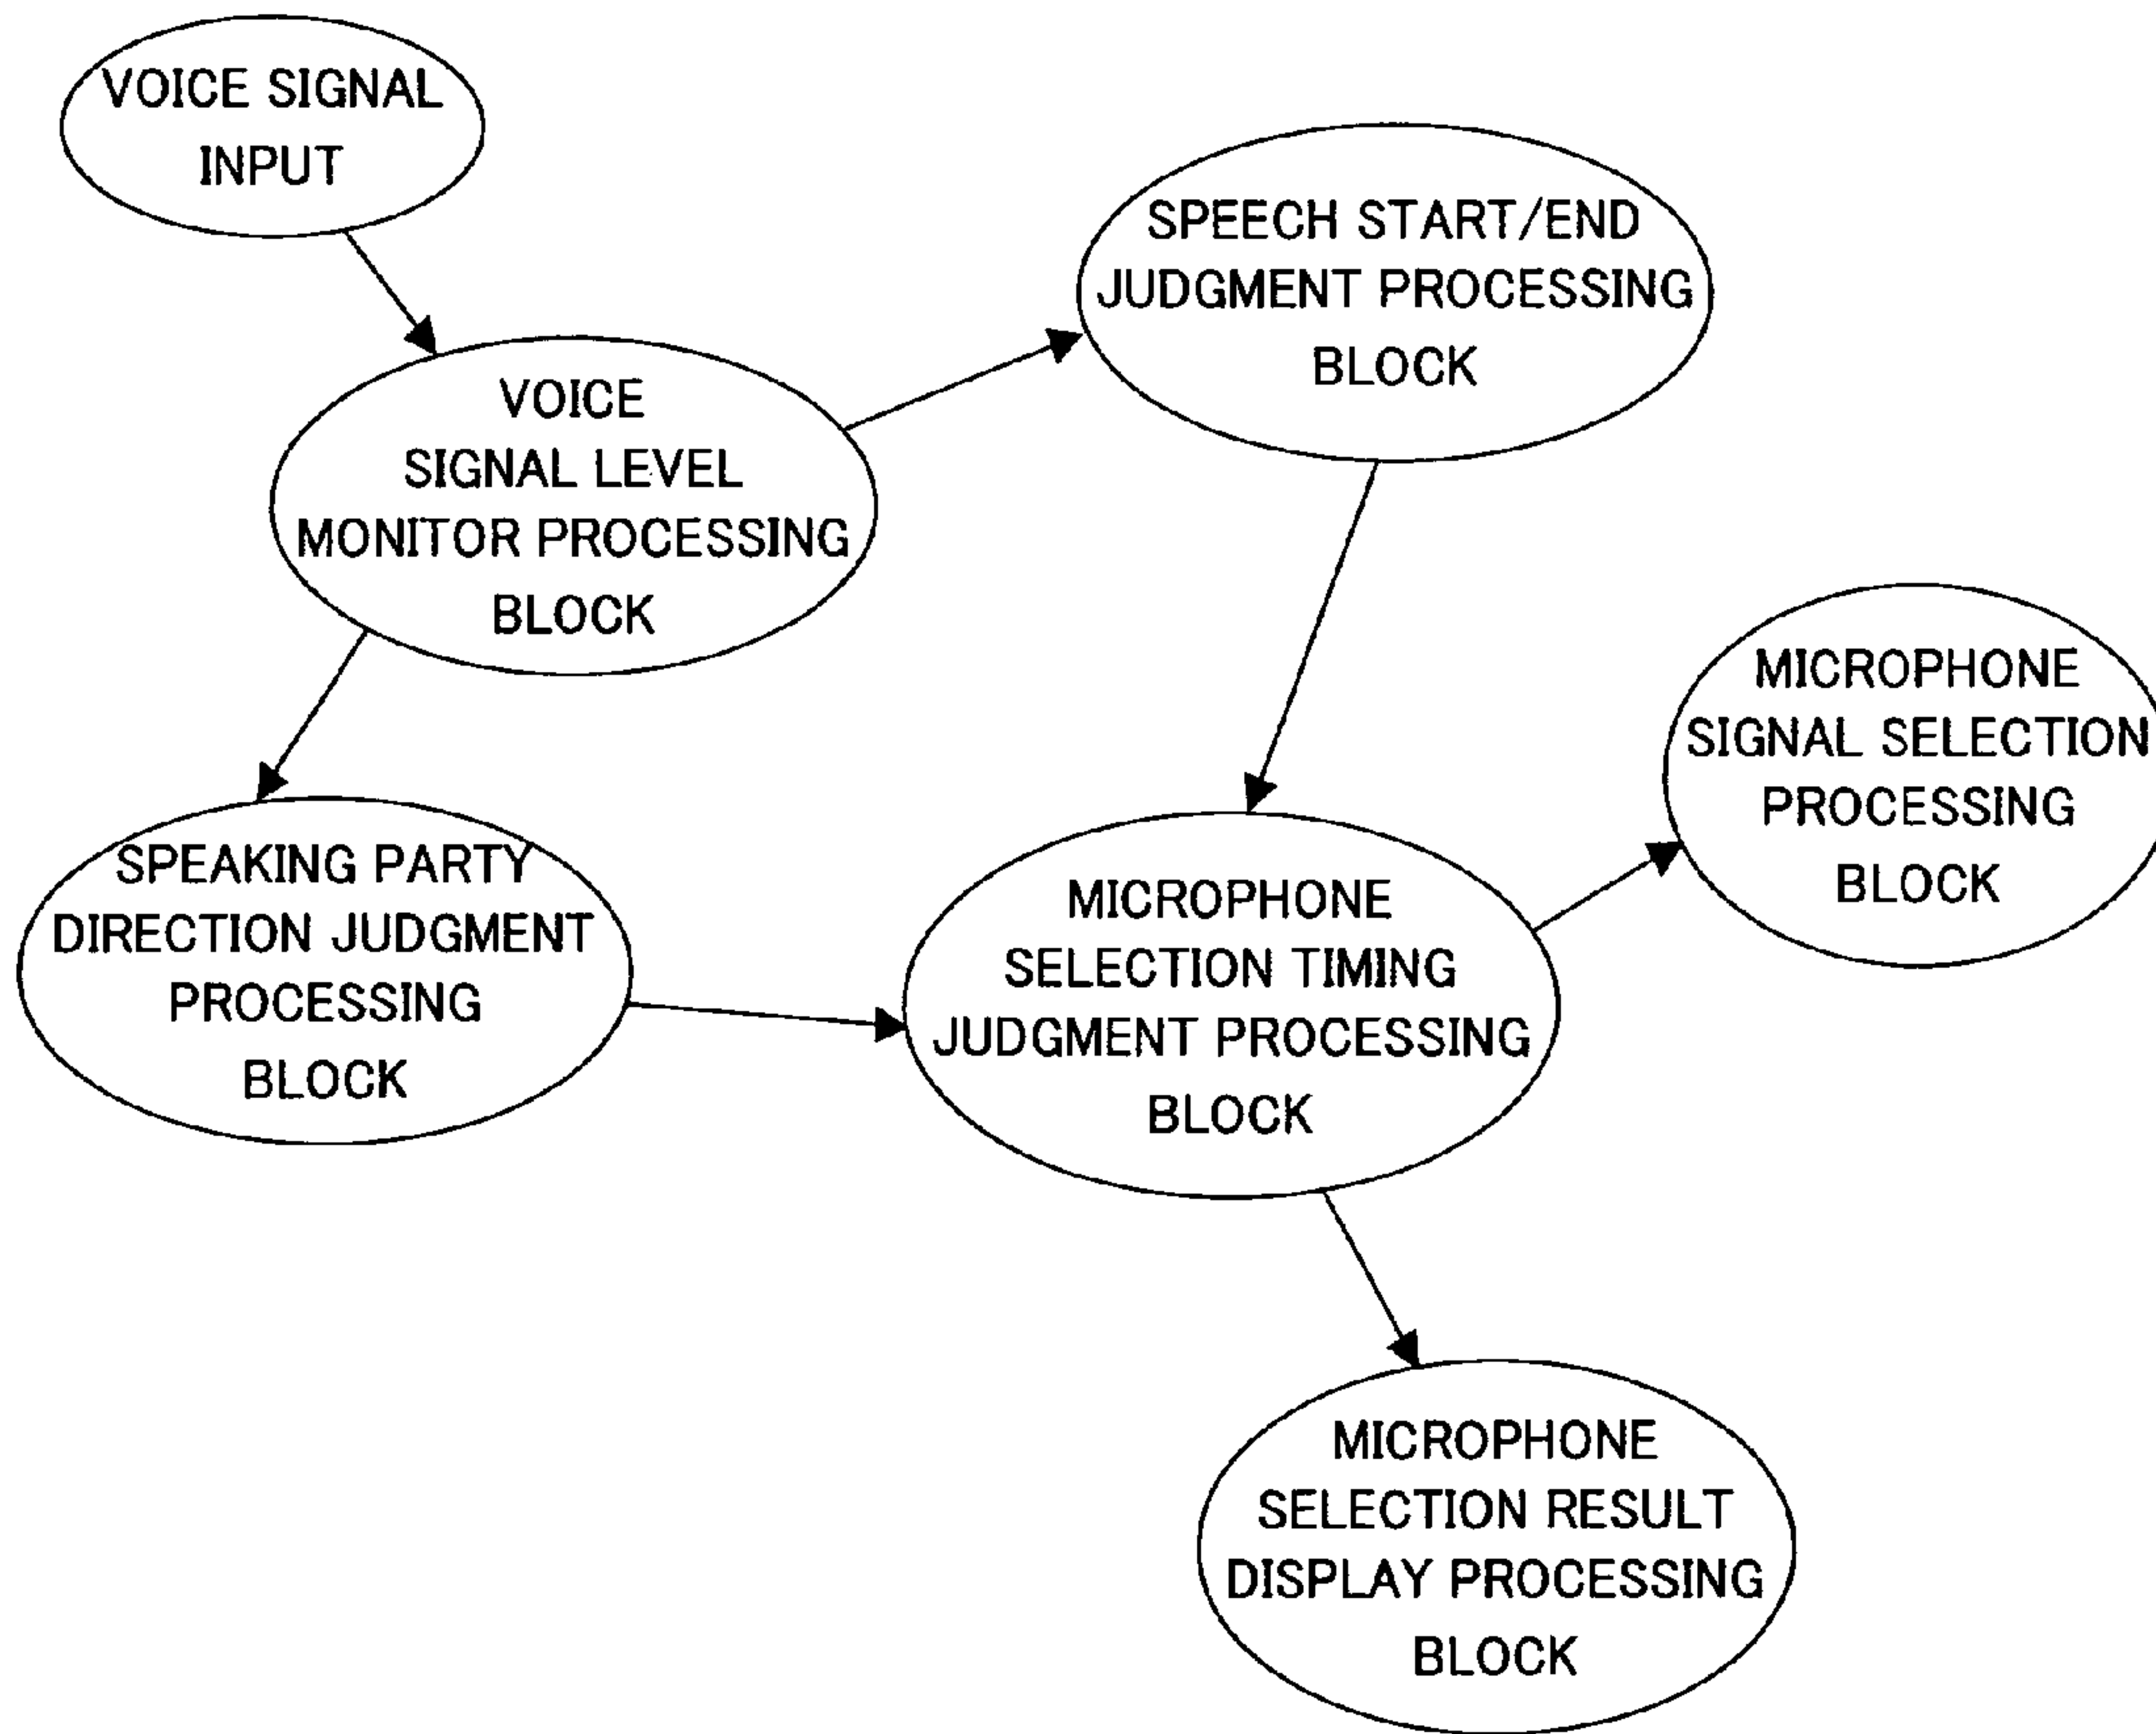 VOICE SIGNAL
INPUT
SPEECH START/END
JUDGMENT PROCESSING
BLOCK
VOICE
SIGNAL LEVEL
MONITOR PROCESSING
BLOCK
MICROPHONE
SIGNAL SELECTION
PROCESSING
BLOCK
SPEAKING PARTY
DIRECTION JUDGMENT
PROCESSING
BLOCK
MICROPHONE
SELECTION TIMING
JUDGMENT PROCESSING
BLOCK
MICROPHONE
SELECTION RESULT
DISPLAY PROCESSING
BLOCK